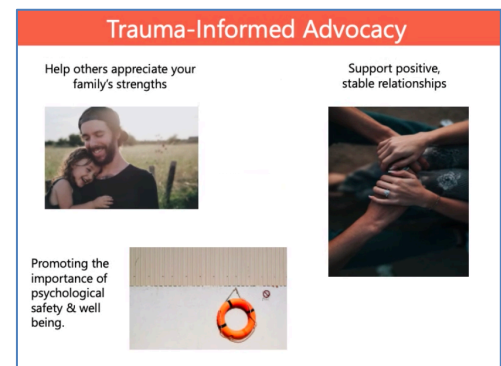 Trauma-Informed Advocacy
Help others appreciate your
family's strengths
Support positive,
stable relationships
Promoting the
importance of
psychological
safety & well
being.